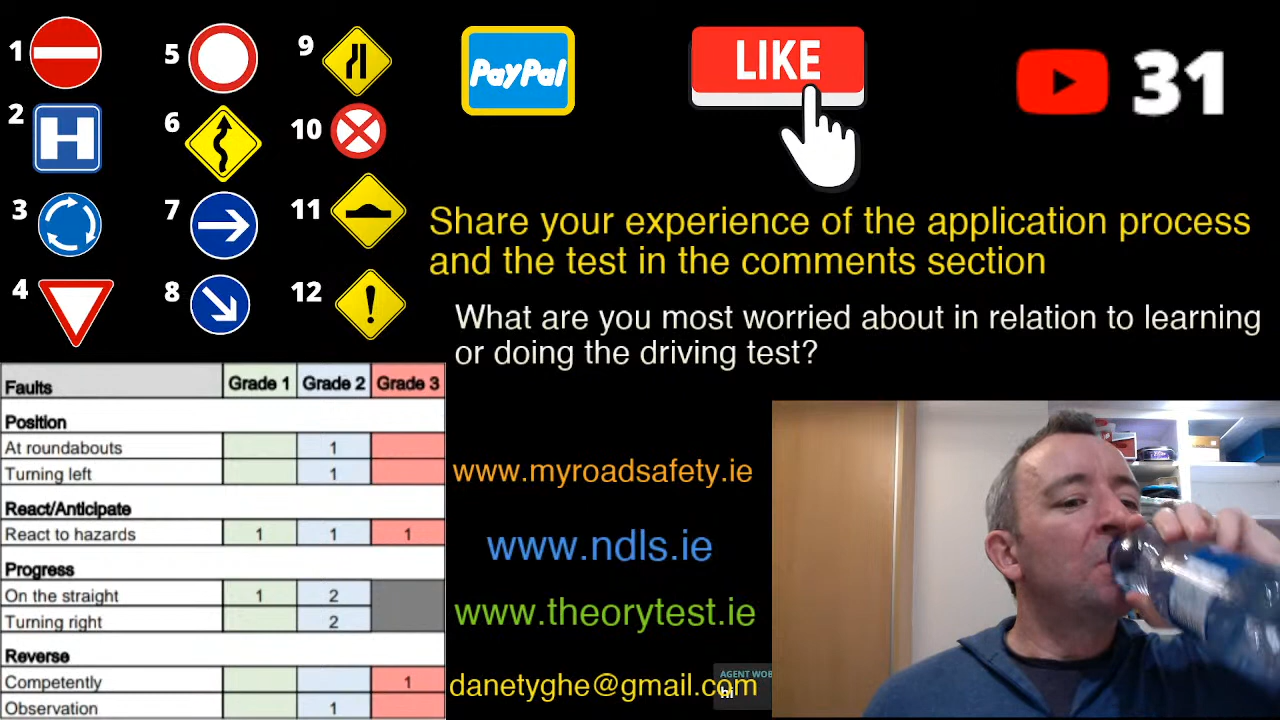 1
5
9
2
6
10
3
7
11
4
8
12
H
!
PayPal
LIKE
31
Share your experience of the application process
and the test in the comments section
What are you most worried about in relation to learning
or doing the driving test?
Faults Grade 1 Grade 2 Grade 3
Position
At roundabouts 1
Turning left 1
React/Anticipate
React to hazards 1 1 1
Progress
On the straight 1 2
Turning right 2
Reverse
Competently 1
Observation 1
www.myroadsafety.ie
www.ndls.ie
www.theorytest.ie
danetyghe@gmail.com
AGENT WOB
hi